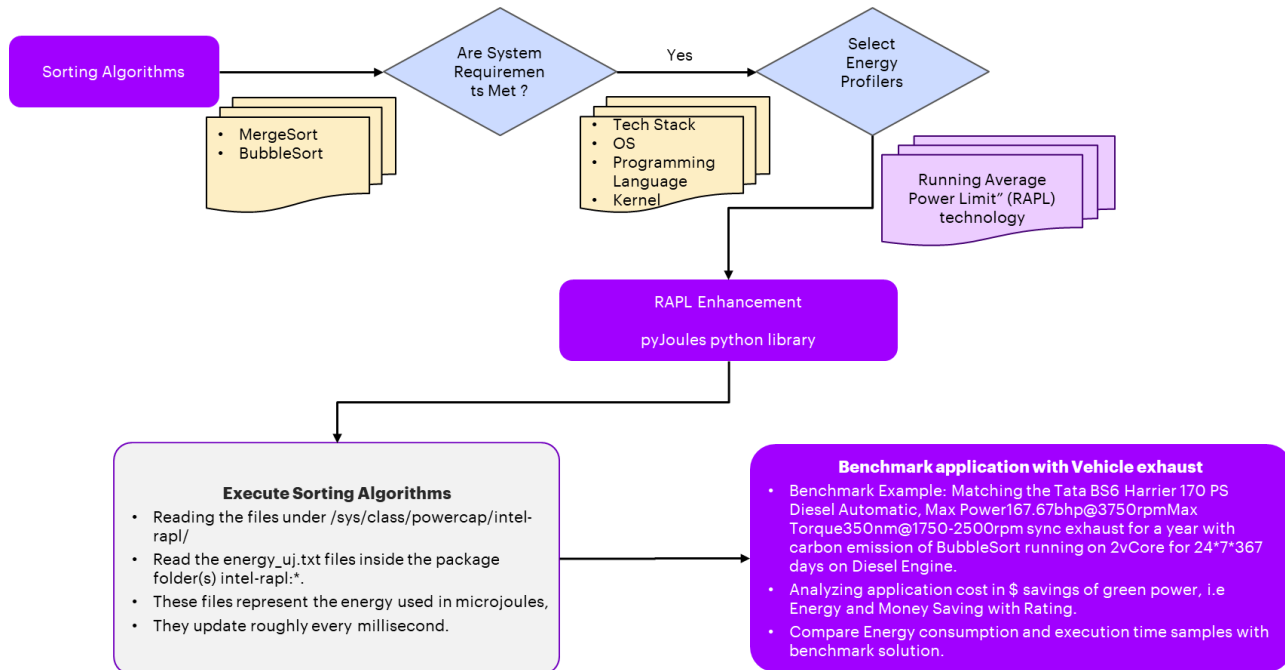 Sorting Algorithms
Are System
Requiremen
ts Met ?
Yes
Select
Energy
Profilers
• MergeSort
• BubbleSort
• Tech Stack
• OS
• Programming
Language
• Kernel
Running Average
Power Limit” (RAPL)
technology
RAPL Enhancement
pyJoules python library
Execute Sorting Algorithms
• Reading the files under /sys/class/powercap/intel-
rapl/
• Read the energy_uj.txt files inside the package
folder(s) intel-rapl:*.
• These files represent the energy used in microjoules,
• They update roughly every millisecond.
Benchmark application with Vehicle exhaust
• Benchmark Example: Matching the Tata BS6 Harrier 170 PS
Diesel Automatic, Max Power167.67bhp@3750rpmMax
Torque350nm@1750-2500rpm sync exhaust for a year with
carbon emission of BubbleSort running on 2vCore for 24*7*367
days on Diesel Engine.
• Analyzing application cost in $ savings of green power, i.e
Energy and Money Saving with Rating.
• Compare Energy consumption and execution time samples with
benchmark solution.